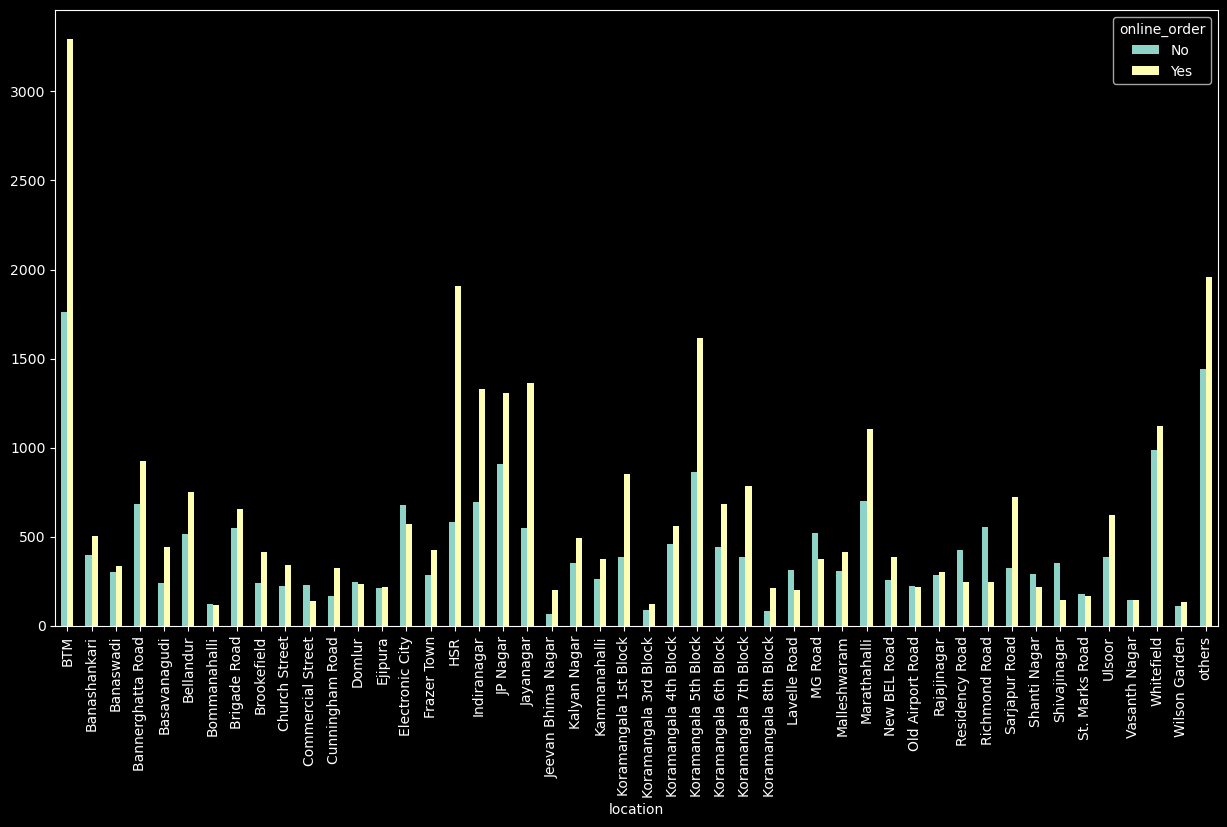 online_order
No
Yes
3000
2500
2000
1500
1000
500
0
BTM
Banashankari
Banaswadi
Bannerghatta Road
Basavanagudi
Bellandur
Bommanahalli
Brigade Road
Brookefield
Church Street
Commercial Street
Cunningham Road
Domlur
Ejipura
Electronic City
Frazer Town
HSR
Indiranagar
JP Nagar
Jayanagar
Jeevan Bhima Nagar
Kalyan Nagar
Kammanahalli
Koramangala 1st Block
Koramangala 3rd Block
Koramangala 4th Block
Koramangala 5th Block
Koramangala 6th Block
Koramangala 7th Block
Koramangala 8th Block
Lavelle Road
MG Road
Malleshwaram
Marathahalli
New BEL Road
Old Airport Road
Rajajinagar
Residency Road
Richmond Road
Sarjapur Road
Shanti Nagar
Shivajinagar
St. Marks Road
Ulsoor
Vasanth Nagar
Whitefield
Wilson Garden
others
location